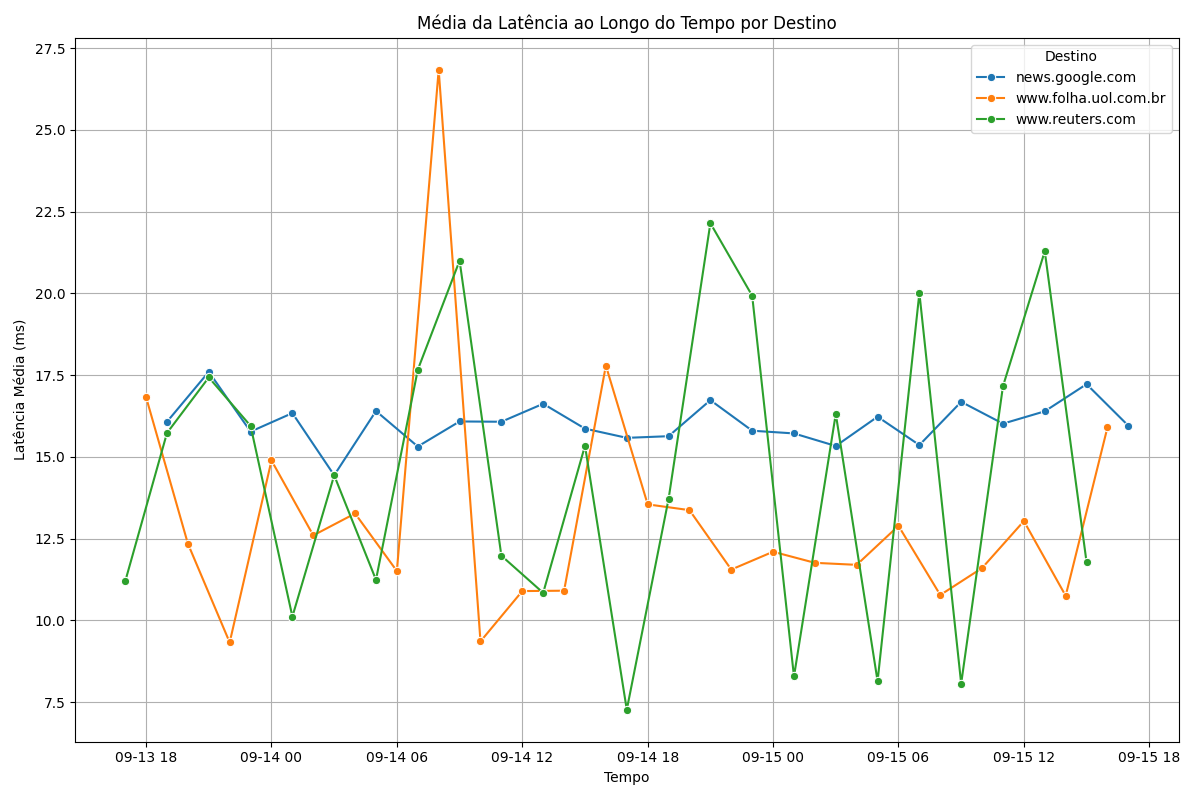 Média da Latência ao Longo do Tempo por Destino
Destino
news.google.com
www.folha.uol.com.br
www.reuters.com
Latência Média (ms)
27.5
25.0
22.5
20.0
17.5
15.0
12.5
10.0
7.5
09-13 18
09-14 00
09-14 06
09-14 12
09-14 18
09-15 00
09-15 06
09-15 12
09-15 18
Tempo